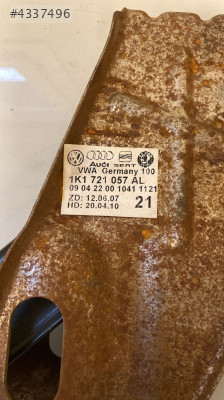 #4337496
Audi SEAT
VWA Germany 100
1K1 721 057 AL
09 04 22 00 1041 1121
ZD: 12.06.07
HD: 20.04.10
21